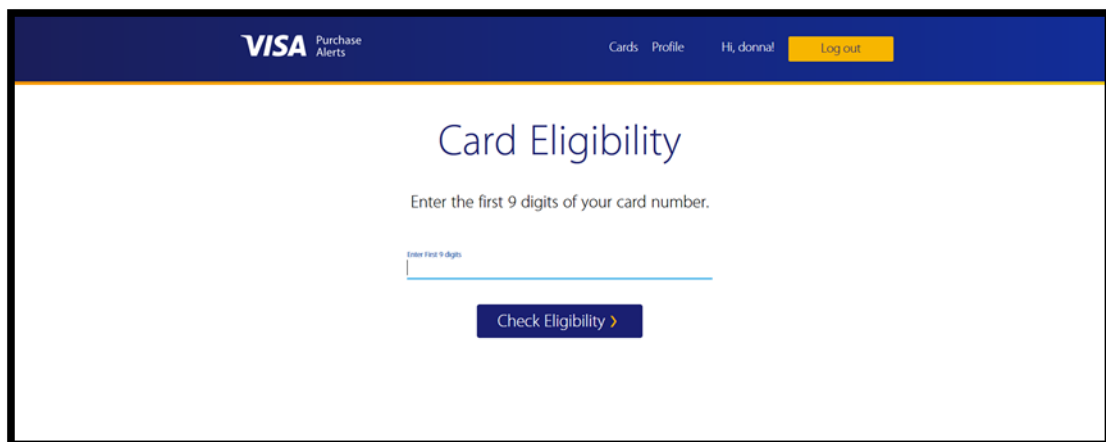 VISA Purchase Alerts
Cards Profile Hi, donna! Log out
Card Eligibility
Enter the first 9 digits of your card number.
Enter First 9 digits
Check Eligibility >